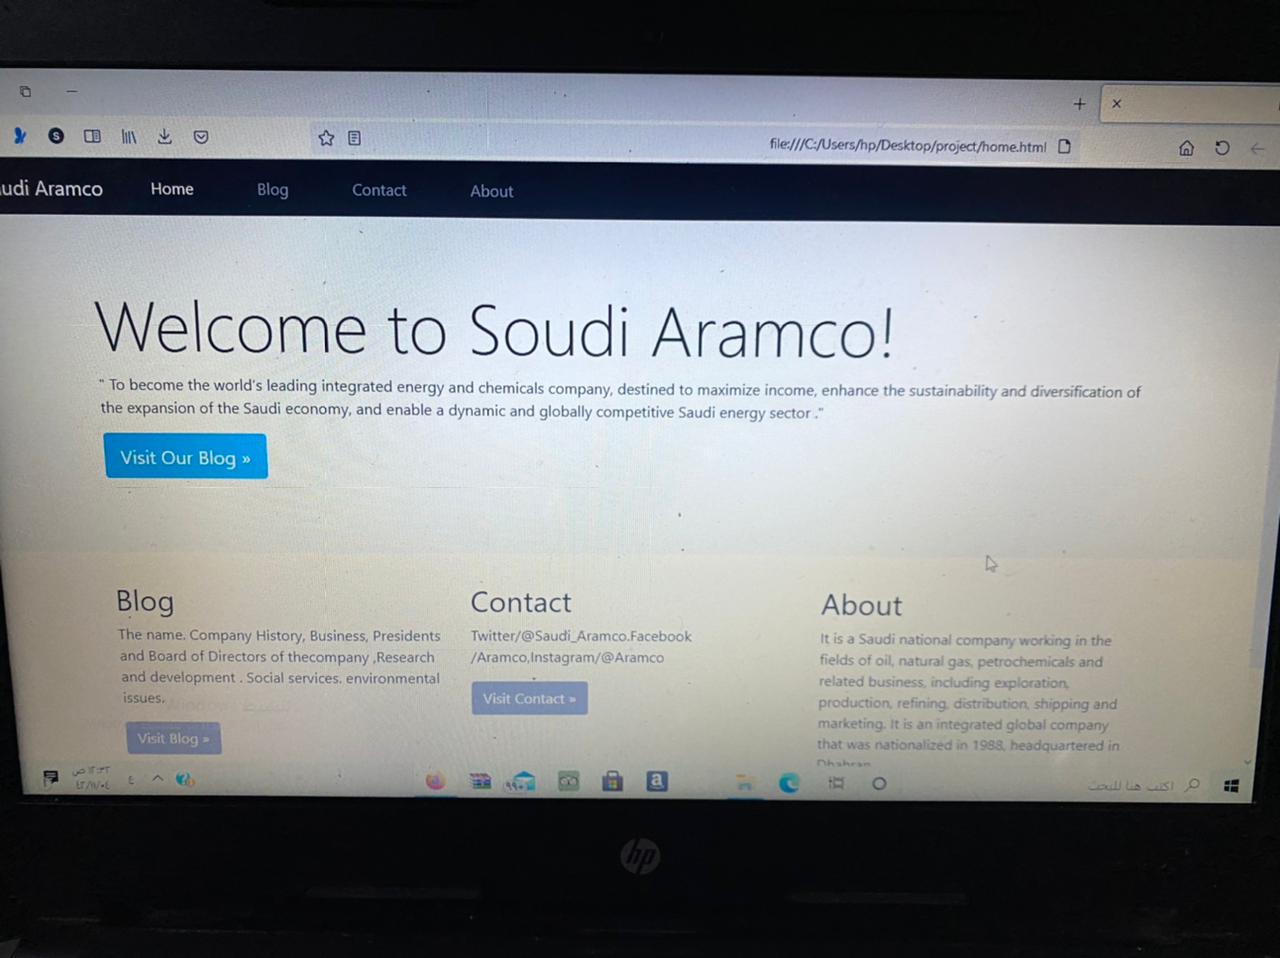 file:///C:/Users/hp/Desktop/project/home.html
udi Aramco Home Blog Contact About
Welcome to Soudi Aramco!
" To become the world's leading integrated energy and chemicals company, destined to maximize income, enhance the sustainability and diversification of
the expansion of the Saudi economy, and enable a dynamic and globally competitive Saudi energy sector ."
Visit Our Blog »
Blog
The name. Company History, Business, Presidents
and Board of Directors of thecompany ,Research
and development . Social services. environmental
issues.
Visit Blog »
Contact
Twitter/@Saudi_Aramco.Facebook
/Aramco,Instagram/@Aramco
Visit Contact »
About
It is a Saudi national company working in the
fields of oil, natural gas, petrochemicals and
related business, including exploration,
production, refining, distribution, shipping and
marketing. It is an integrated global company
that was nationalized in 1988, headquartered in
Dhahran
ع
٩٩+
a
اكتب هنا للبحث
hp